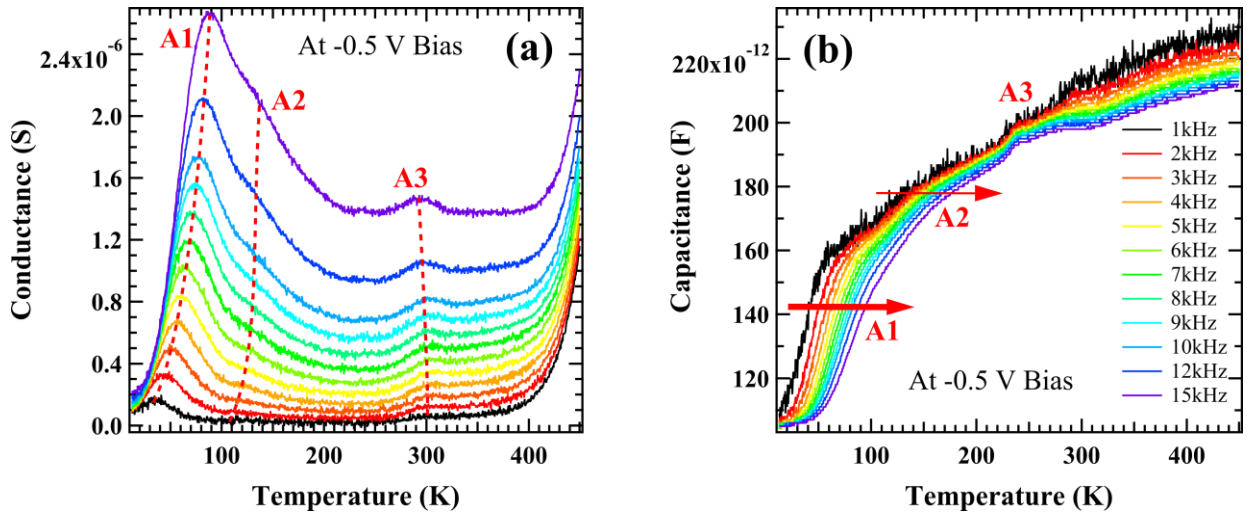 A1
At -0.5 V Bias
(a)
2.4x10-6
A2
2.0
1.6
A3
1.2
0.8
0.4
0.0
Conductance (S)
100
200
300
400
Temperature (K)
(b)
220x10-12
A3
200
1kHz
2kHz
180
3kHz
A2
4kHz
5kHz
160
6kHz
7kHz
140
8kHz
A1
9kHz
10kHz
120
At -0.5 V Bias
12kHz
15kHz
Capacitance (F)
100
200
300
400
Temperature (K)